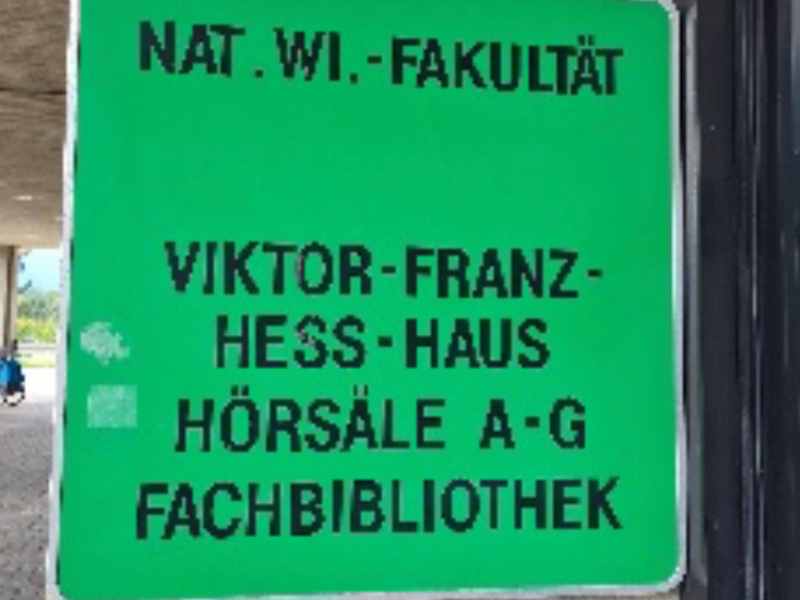 NAT.WI.-FAKULTÄT
VIKTOR-FRANZ-
HESS-HAUS
HÖRSÄLE A-G
FACHBIBLIOTHEK